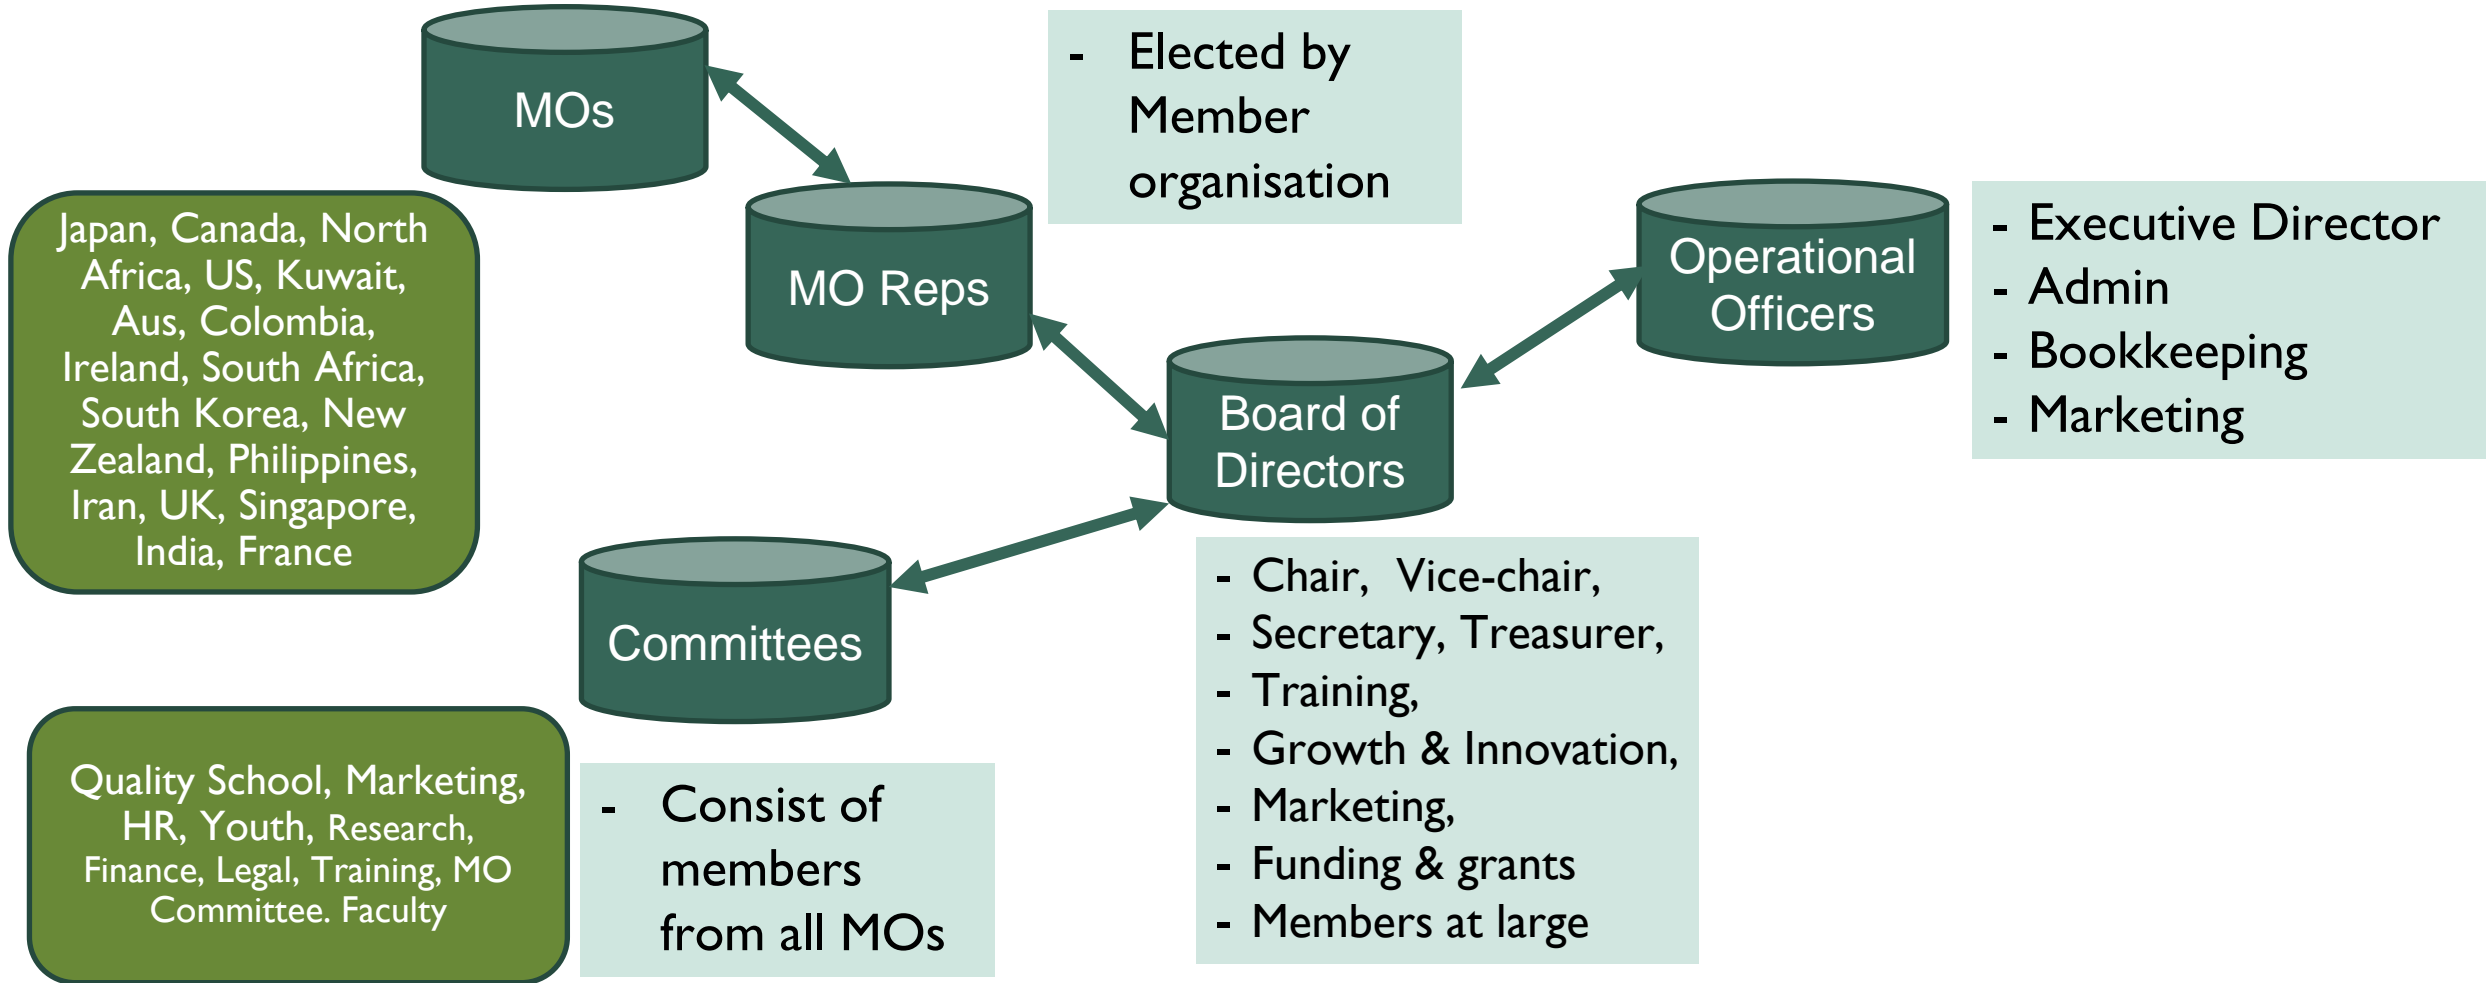 MOs
- Elected by
Member
organisation
Japan, Canada, North
Africa, US, Kuwait,
Aus, Colombia,
Ireland, South Africa,
South Korea, New
Zealand, Philippines,
Iran, UK, Singapore,
India, France
MO Reps
Operational
Officers
- Executive Director
- Admin
- Bookkeeping
- Marketing
Board of
Directors
Committees
- Chair, Vice-chair,
- Secretary, Treasurer,
- Training,
- Growth & Innovation,
- Marketing,
- Funding & grants
- Members at large
Quality School, Marketing,
HR, Youth, Research,
Finance, Legal, Training, MO
Committee. Faculty
- Consist of
members
from all MOs